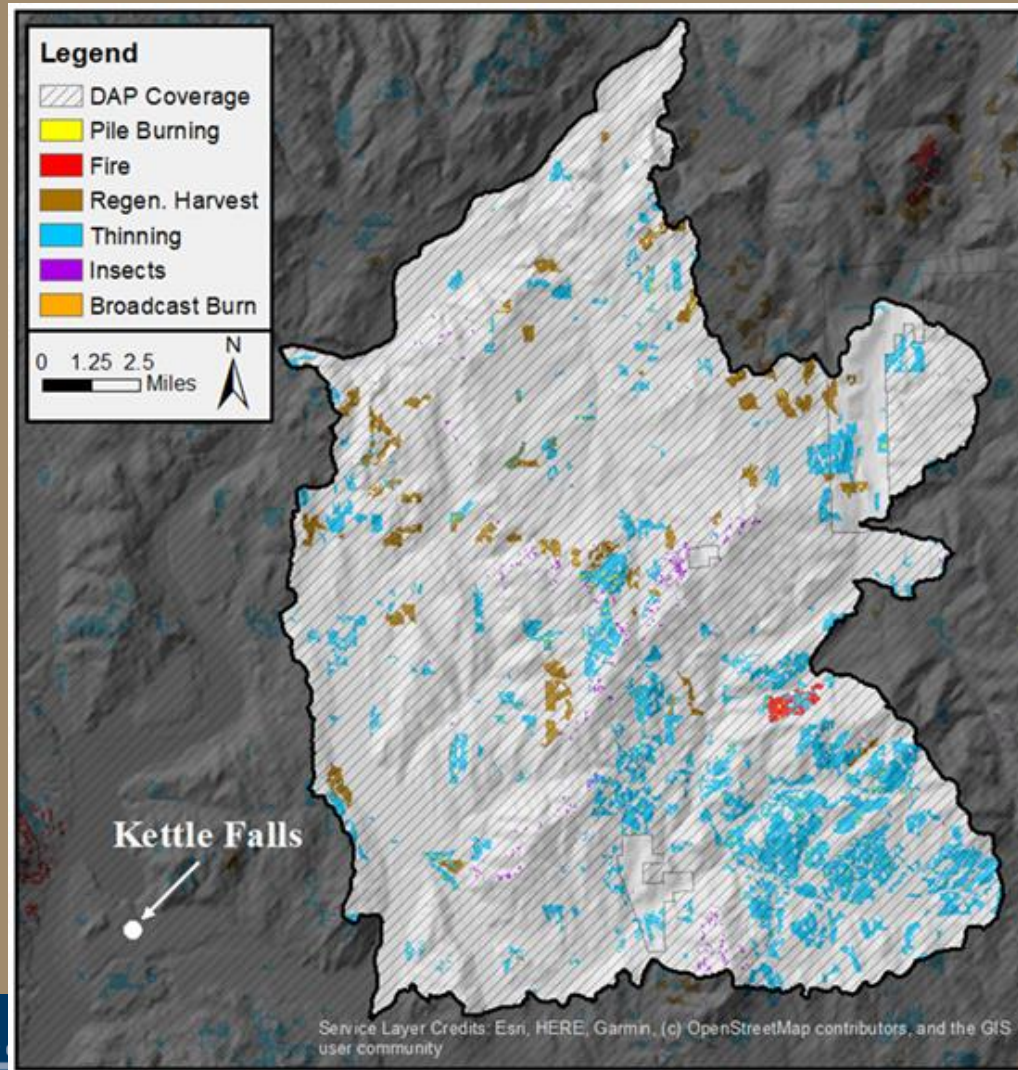 Legend
DAP Coverage
Pile Burning
Fire
Regen. Harvest
Thinning
Insects
Broadcast Burn
0 1.25 2.5
Miles
N
Kettle Falls
Service Layer Credits: Esri, HERE, Garmin, (c) OpenStreetMap contributors, and the GIS
user community